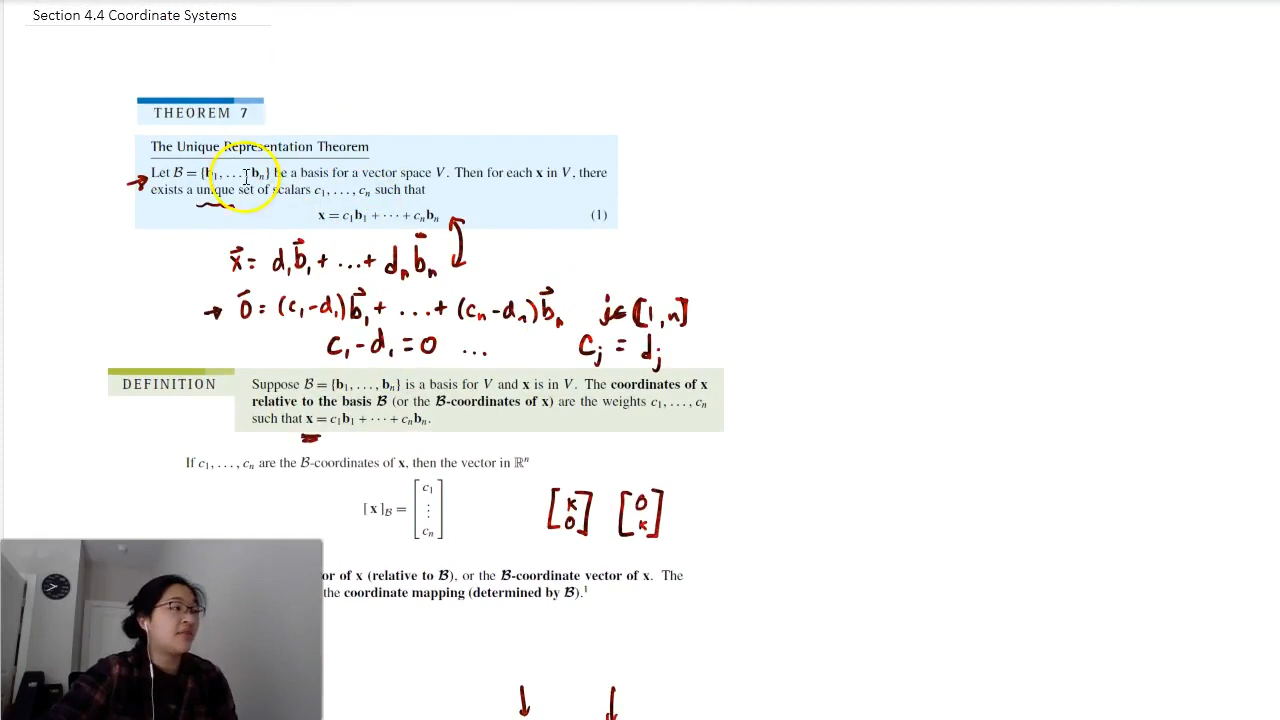 Section 4.4 Coordinate Systems
THEOREM 7
The Unique Representation Theorem
Let ℬ = {b₁, . . . , bₙ} be a basis for a vector space V. Then for each x in V, there
exists a unique set of scalars c₁, . . . , cₙ such that
x = c₁b₁ + · · · + cₙbₙ (1)
x⃗ = d₁b⃗₁ + ... + dₙb⃗ₙ
0⃗ = (c₁-d₁)b⃗₁ + ... + (cₙ-dₙ)b⃗ₙ j∈[1,n]
c₁-d₁ = 0 ... cⱼ = dⱼ
DEFINITION
Suppose ℬ = {b₁, . . . , bₙ} is a basis for V and x is in V. The coordinates of x
relative to the basis ℬ (or the ℬ-coordinates of x) are the weights c₁, . . . , cₙ
such that x = c₁b₁ + · · · + cₙbₙ.
If c₁, . . . , cₙ are the ℬ-coordinates of x, then the vector in ℝⁿ
c₁
[ x ]ℬ = ⋮
cₙ
K 0
0 K
or of x (relative to ℬ), or the ℬ-coordinate vector of x. The
the coordinate mapping (determined by ℬ).¹